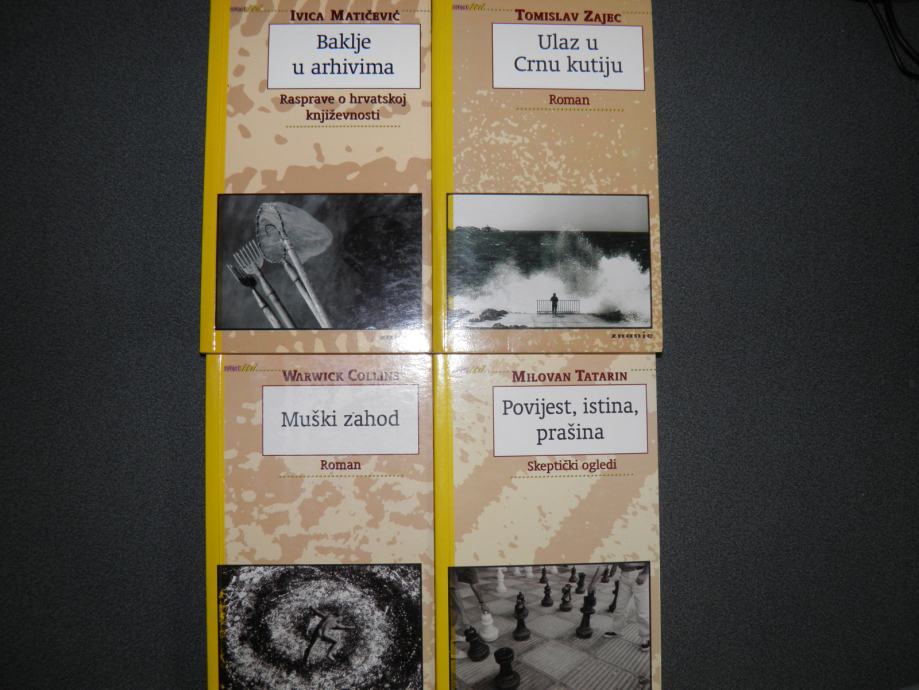 Ivica Matičević
Baklje
u arhivima
Rasprave o hrvatskoj
književnosti
Tomislav Zajec
Ulaz u
Crnu kutiju
Roman
znanje
Warwick Collins
Muški zahod
Roman
Milovan Tatarin
Povijest, istina,
prašina
Skeptički ogledi